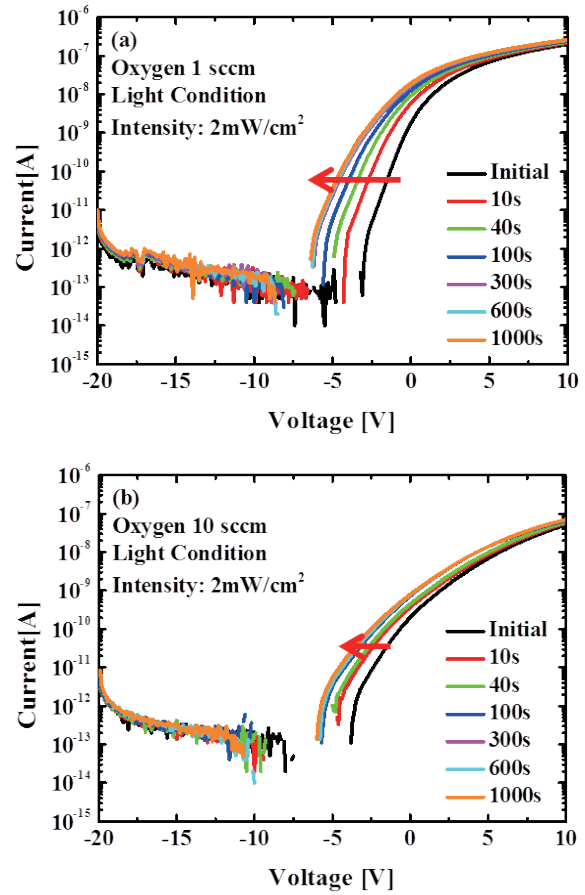 (a)
Oxygen 1 sccm
Light Condition
Intensity: 2mW/cm²
Initial
10s
40s
100s
300s
600s
1000s
Current[A]
10⁻⁶
10⁻⁷
10⁻⁸
10⁻⁹
10⁻¹⁰
10⁻¹¹
10⁻¹²
10⁻¹³
10⁻¹⁴
10⁻¹⁵
-20 -15 -10 -5 0 5 10
Voltage [V]
(b)
Oxygen 10 sccm
Light Condition
Intensity: 2mW/cm²
Initial
10s
40s
100s
300s
600s
1000s
Current[A]
10⁻⁶
10⁻⁷
10⁻⁸
10⁻⁹
10⁻¹⁰
10⁻¹¹
10⁻¹²
10⁻¹³
10⁻¹⁴
10⁻¹⁵
-20 -15 -10 -5 0 5 10
Voltage [V]